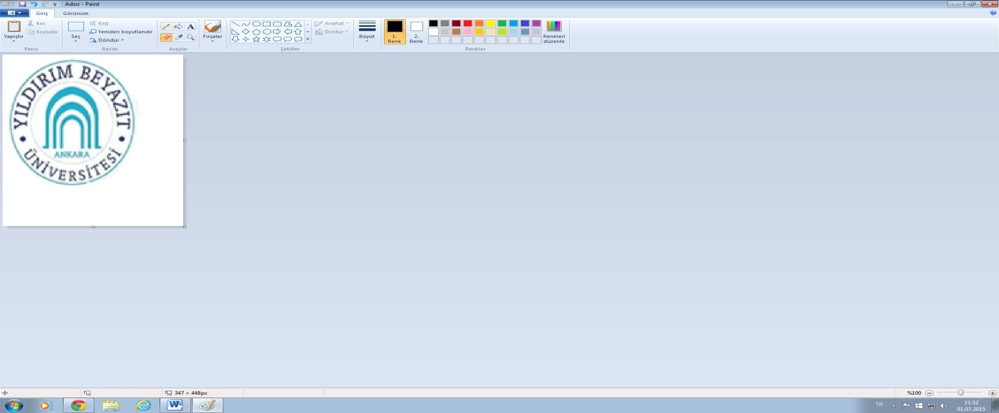 Adsız - Paint
Giriş
Görünüm
Yapıştır
Kes
Kopyala
Pano
Seç
Kırp
Yeniden boyutlandır
Döndür
Resim
A
Araçlar
Fırçalar
Şekiller
Anahat
Doldur
Boyut
1.
Renk
2.
Renk
Renkleri
düzenle
Renkler
YILDIRIM BEYAZIT
ANKARA
ÜNİVERSİTESİ
347 × 448px
%100
TR
11:52
01.07.2015